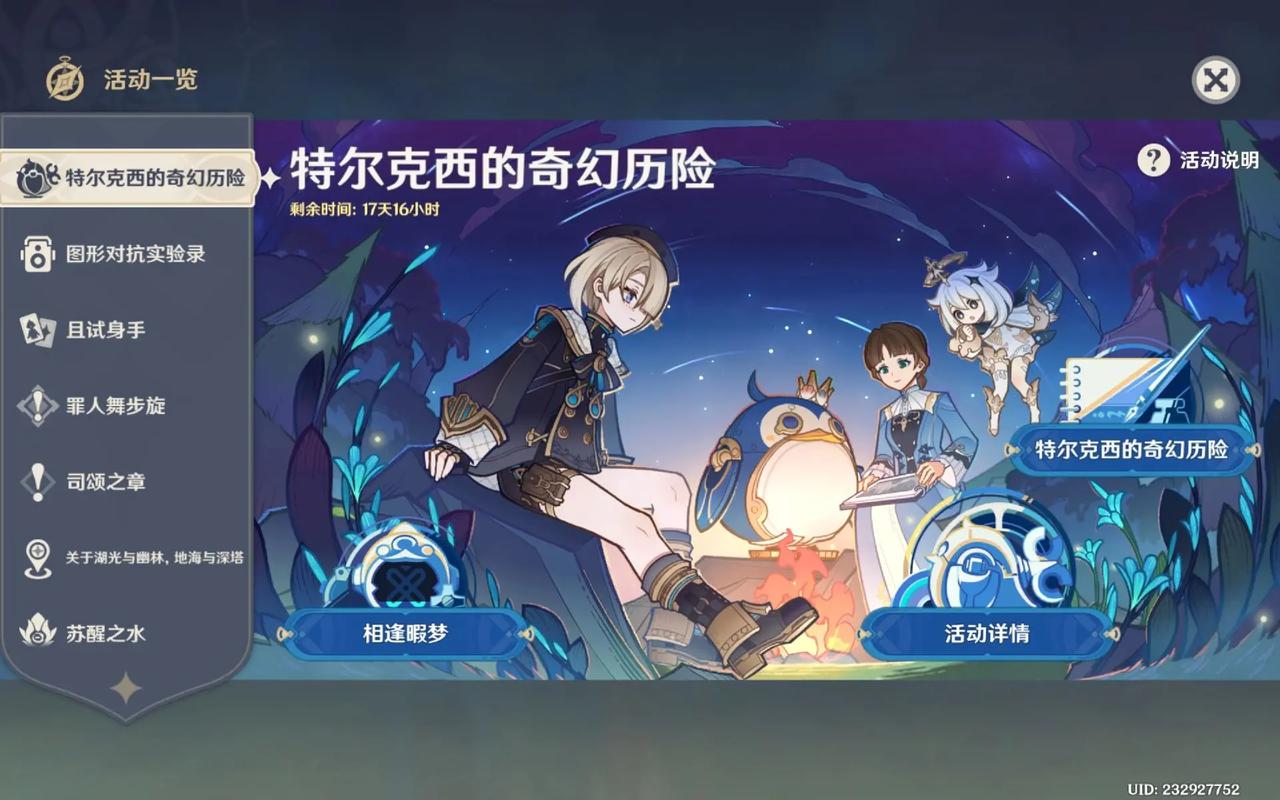 活动一览
特尔克西的奇幻历险
图形对抗实验录
且试身手
罪人舞步旋
司颂之章
关于湖光与幽林，地海与深塔
苏醒之水
特尔克西的奇幻历险
剩余时间: 17天16小时
活动说明
特尔克西的奇幻历险
相逢暇梦
活动详情
UID: 232927752